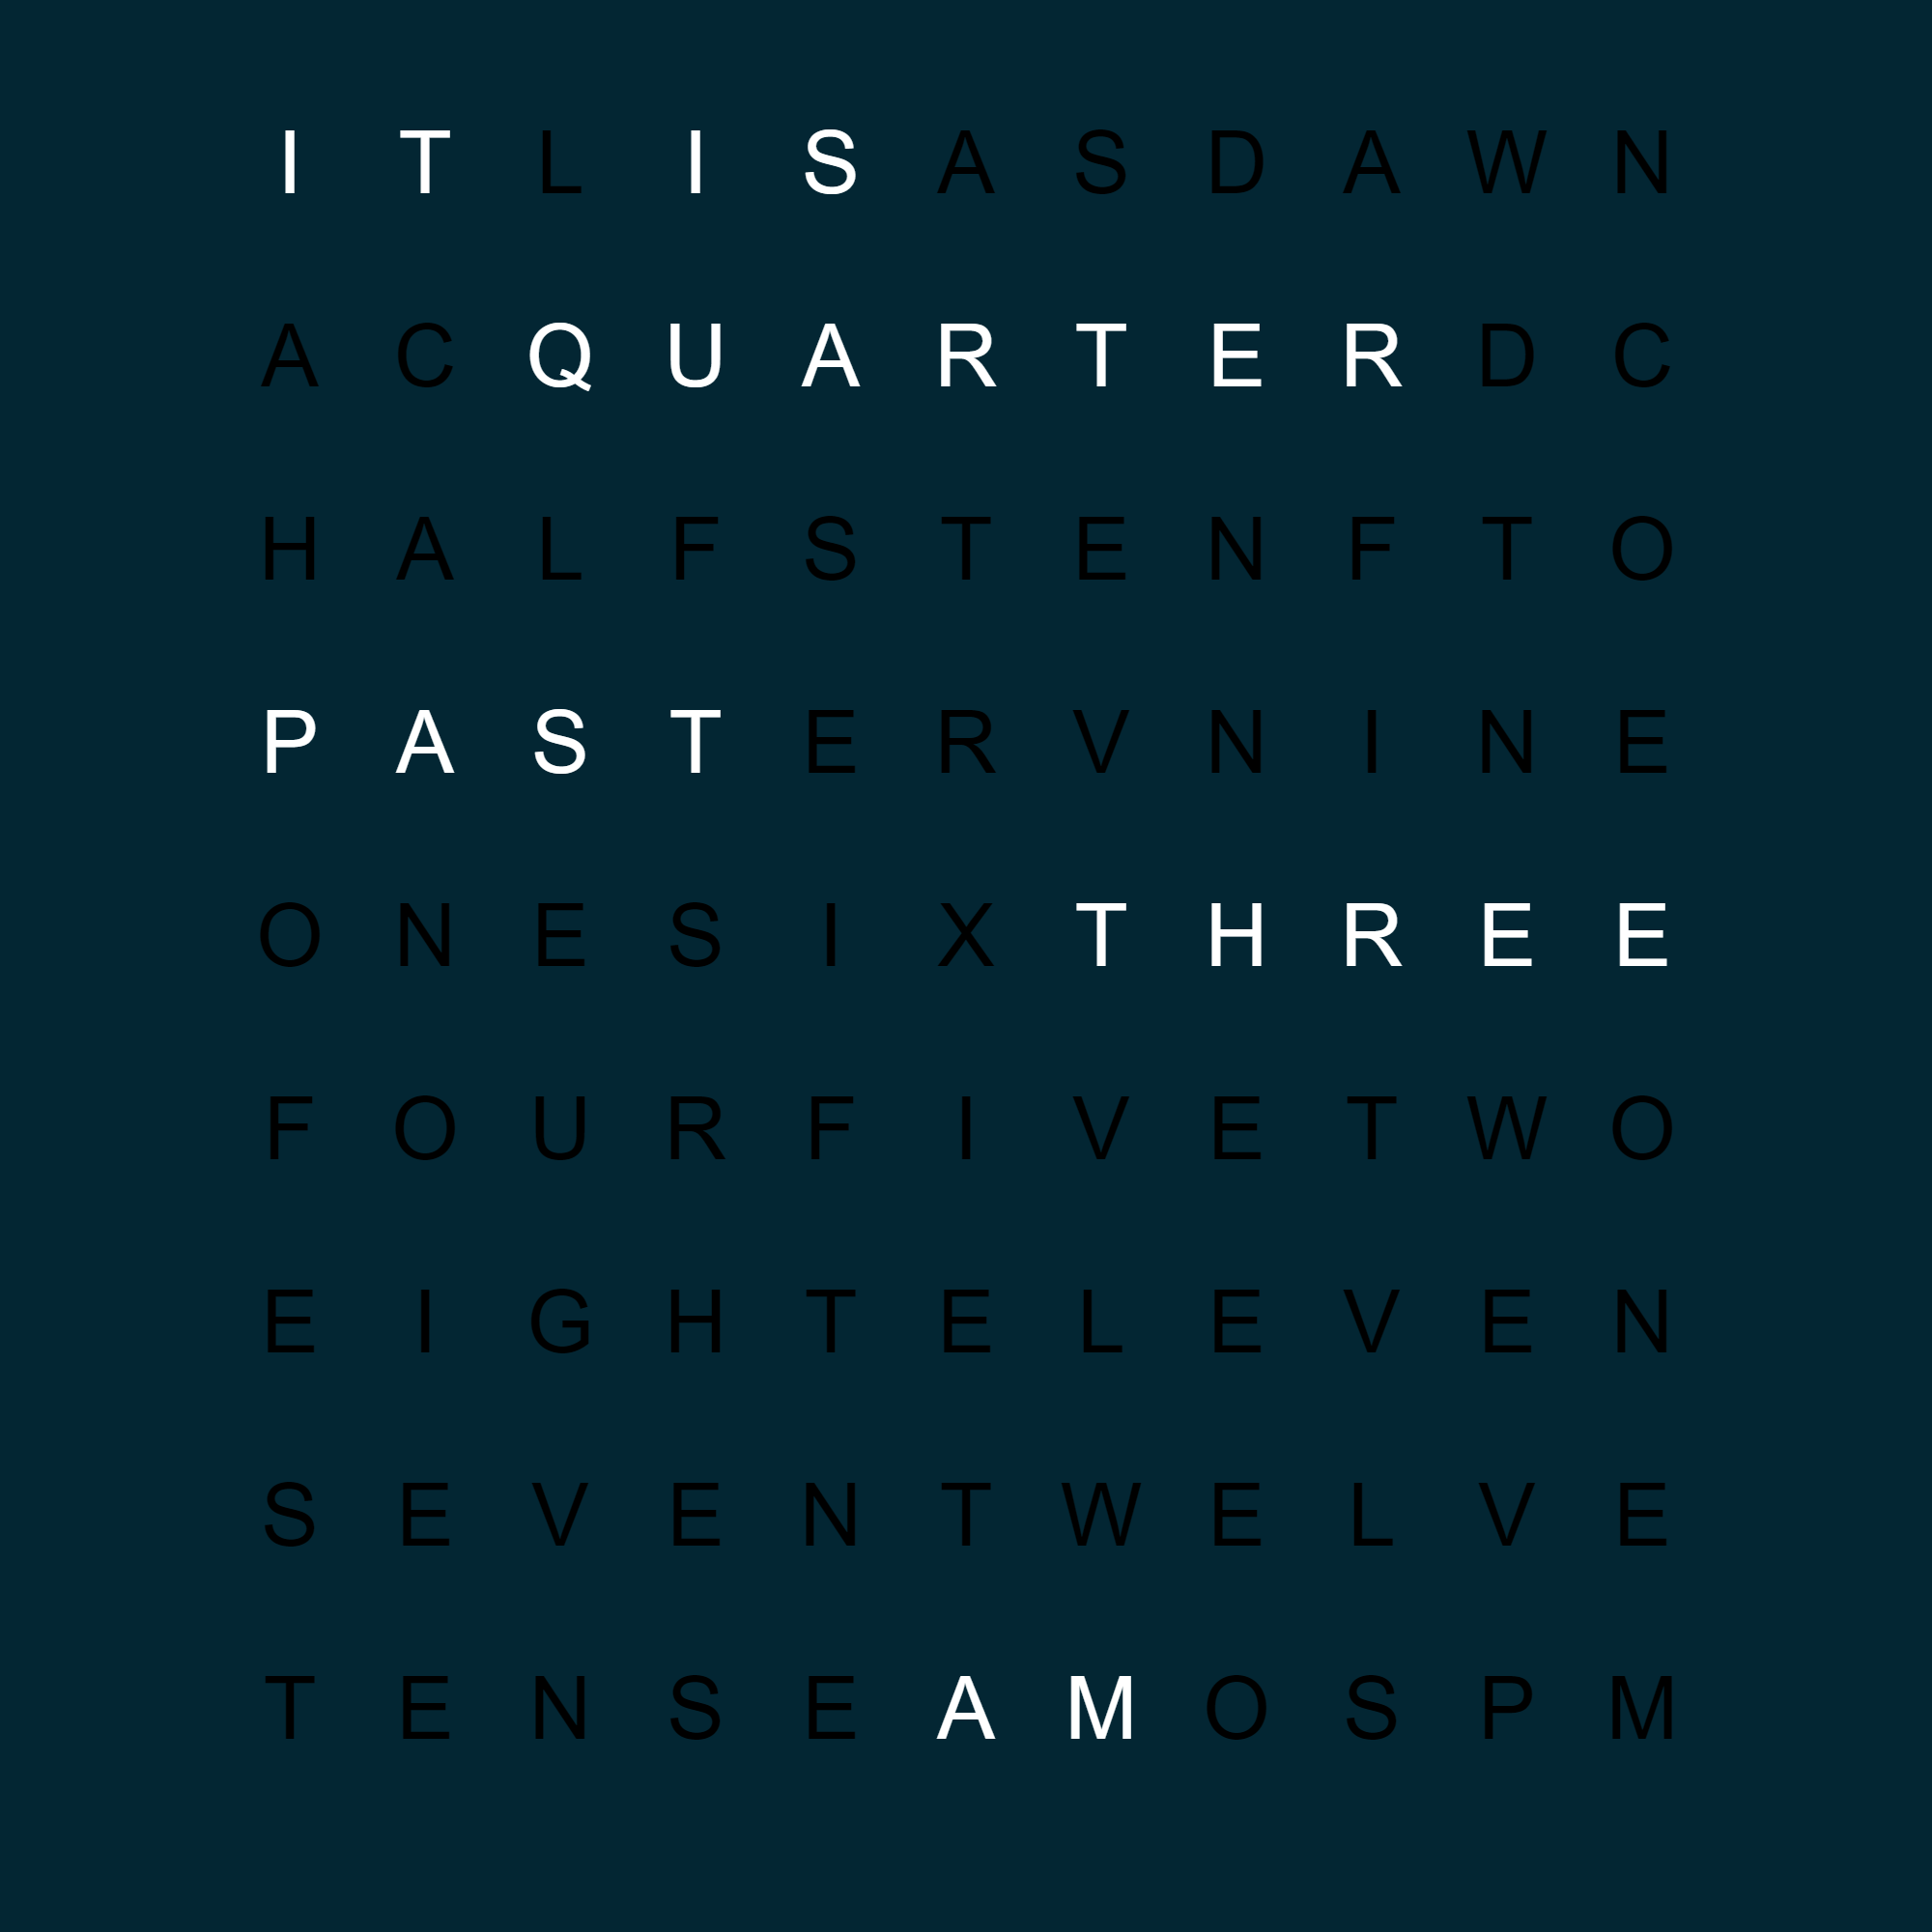 I T L I S A S D A W N
A C Q U A R T E R D C
H A L F S T E N F T O
P A S T E R V N I N E
O N E S I X T H R E E
F O U R F I V E T W O
E I G H T E L E V E N
S E V E N T W E L V E
T E N S E A M O S P M